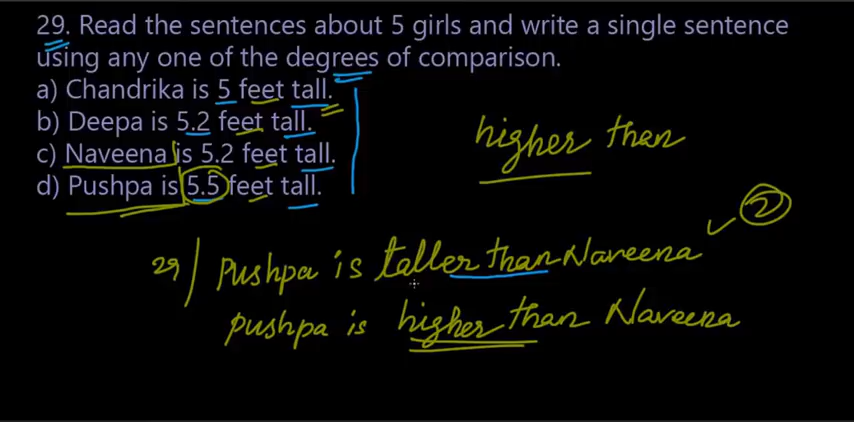 29. Read the sentences about 5 girls and write a single sentence
using any one of the degrees of comparison.
a) Chandrika is 5 feet tall.
b) Deepa is 5.2 feet tall.
c) Naveena is 5.2 feet tall.
d) Pushpa is 5.5 feet tall.
higher than
2
29) Pushpa is taller than Naveena
pushpa is higher than Naveena